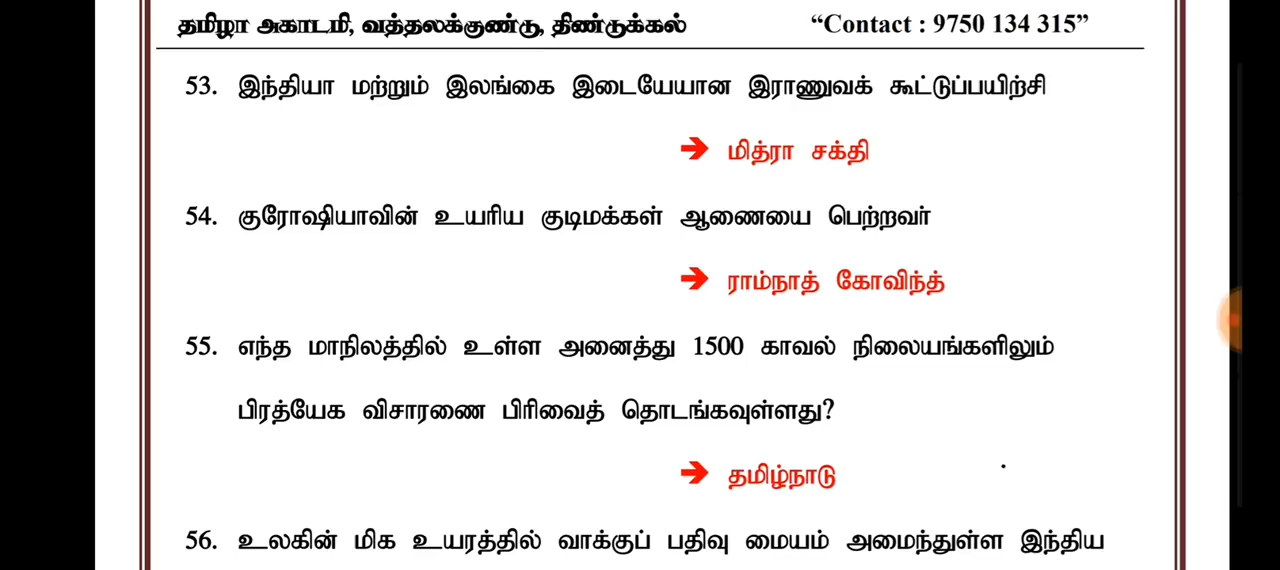 தமிழா அகாடமி, வத்தலக்குண்டு, திண்டுக்கல் “Contact : 9750 134 315”
53. இந்தியா மற்றும் இலங்கை இடையேயான இராணுவக் கூட்டுப்பயிற்சி
➔ மித்ரா சக்தி
54. குரோஷியாவின் உயரிய குடிமக்கள் ஆணையை பெற்றவர்
➔ ராம்நாத் கோவிந்த்
55. எந்த மாநிலத்தில் உள்ள அனைத்து 1500 காவல் நிலையங்களிலும்
பிரத்யேக விசாரணை பிரிவைத் தொடங்கவுள்ளது?
➔ தமிழ்நாடு
56. உலகின் மிக உயரத்தில் வாக்குப் பதிவு மையம் அமைந்துள்ள இந்திய